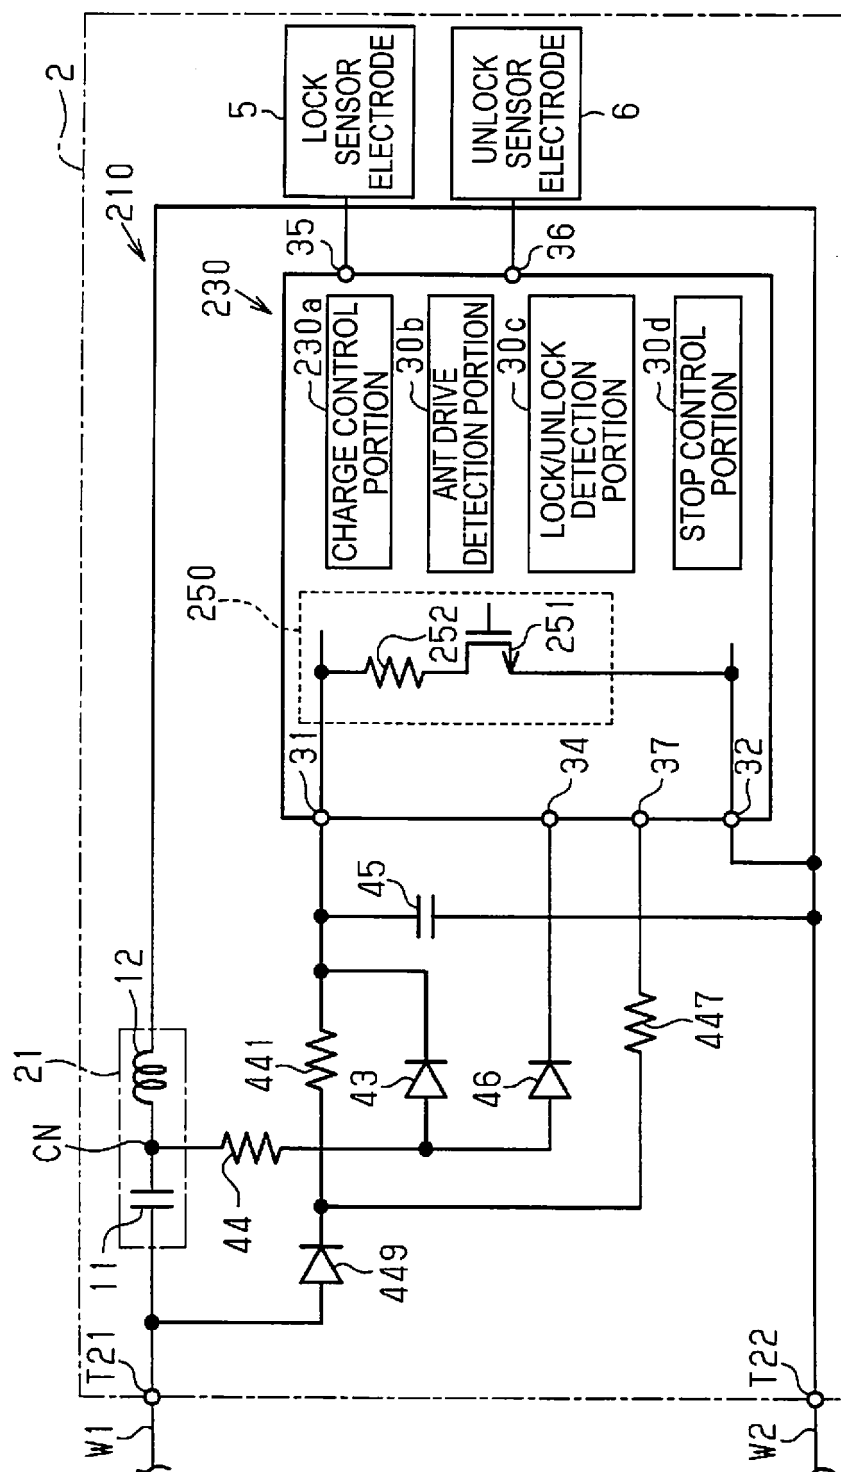 2
210
5
LOCK
SENSOR
ELECTRODE
UNLOCK
SENSOR
ELECTRODE
6
230
35
36
230a
CHARGE CONTROL
PORTION
30b
ANT DRIVE
DETECTION PORTION
30c
LOCK/UNLOCK
DETECTION
PORTION
30d
STOP CONTROL
PORTION
250
252
251
31
34
37
32
45
21
12
CN
11
44
441
43
46
447
449
T21
W1
T22
W2